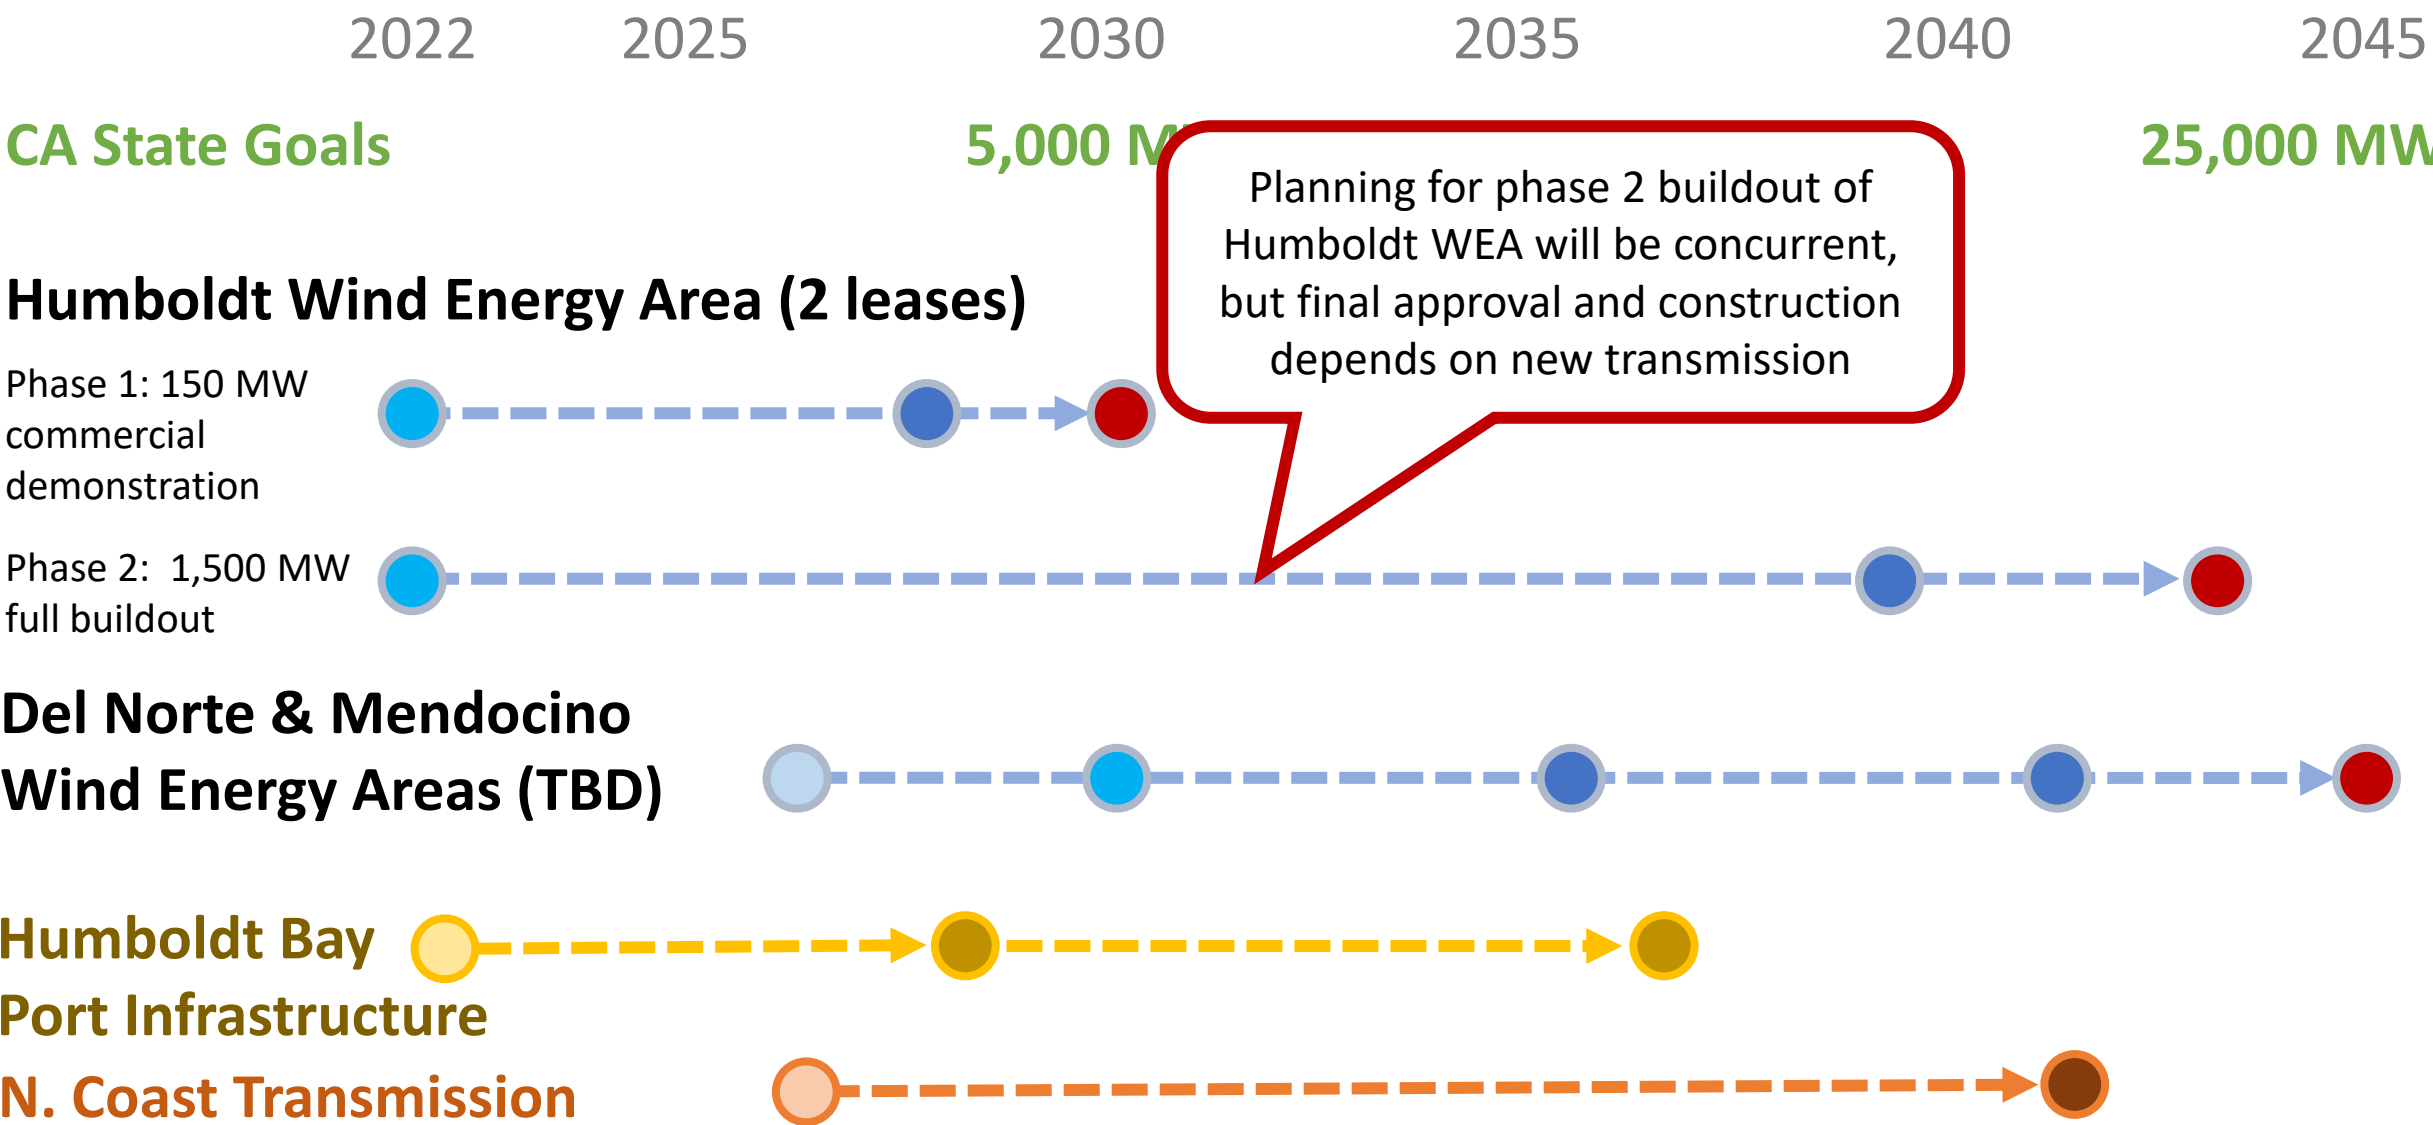 2022 2025 2030 2035 2040 2045
CA State Goals 5,000 25,000 MW
Planning for phase 2 buildout of
Humboldt WEA will be concurrent,
but final approval and construction
depends on new transmission
Humboldt Wind Energy Area (2 leases)
Phase 1: 150 MW
commercial
demonstration
Phase 2: 1,500 MW
full buildout
Del Norte & Mendocino
Wind Energy Areas (TBD)
Humboldt Bay
Port Infrastructure
N. Coast Transmission